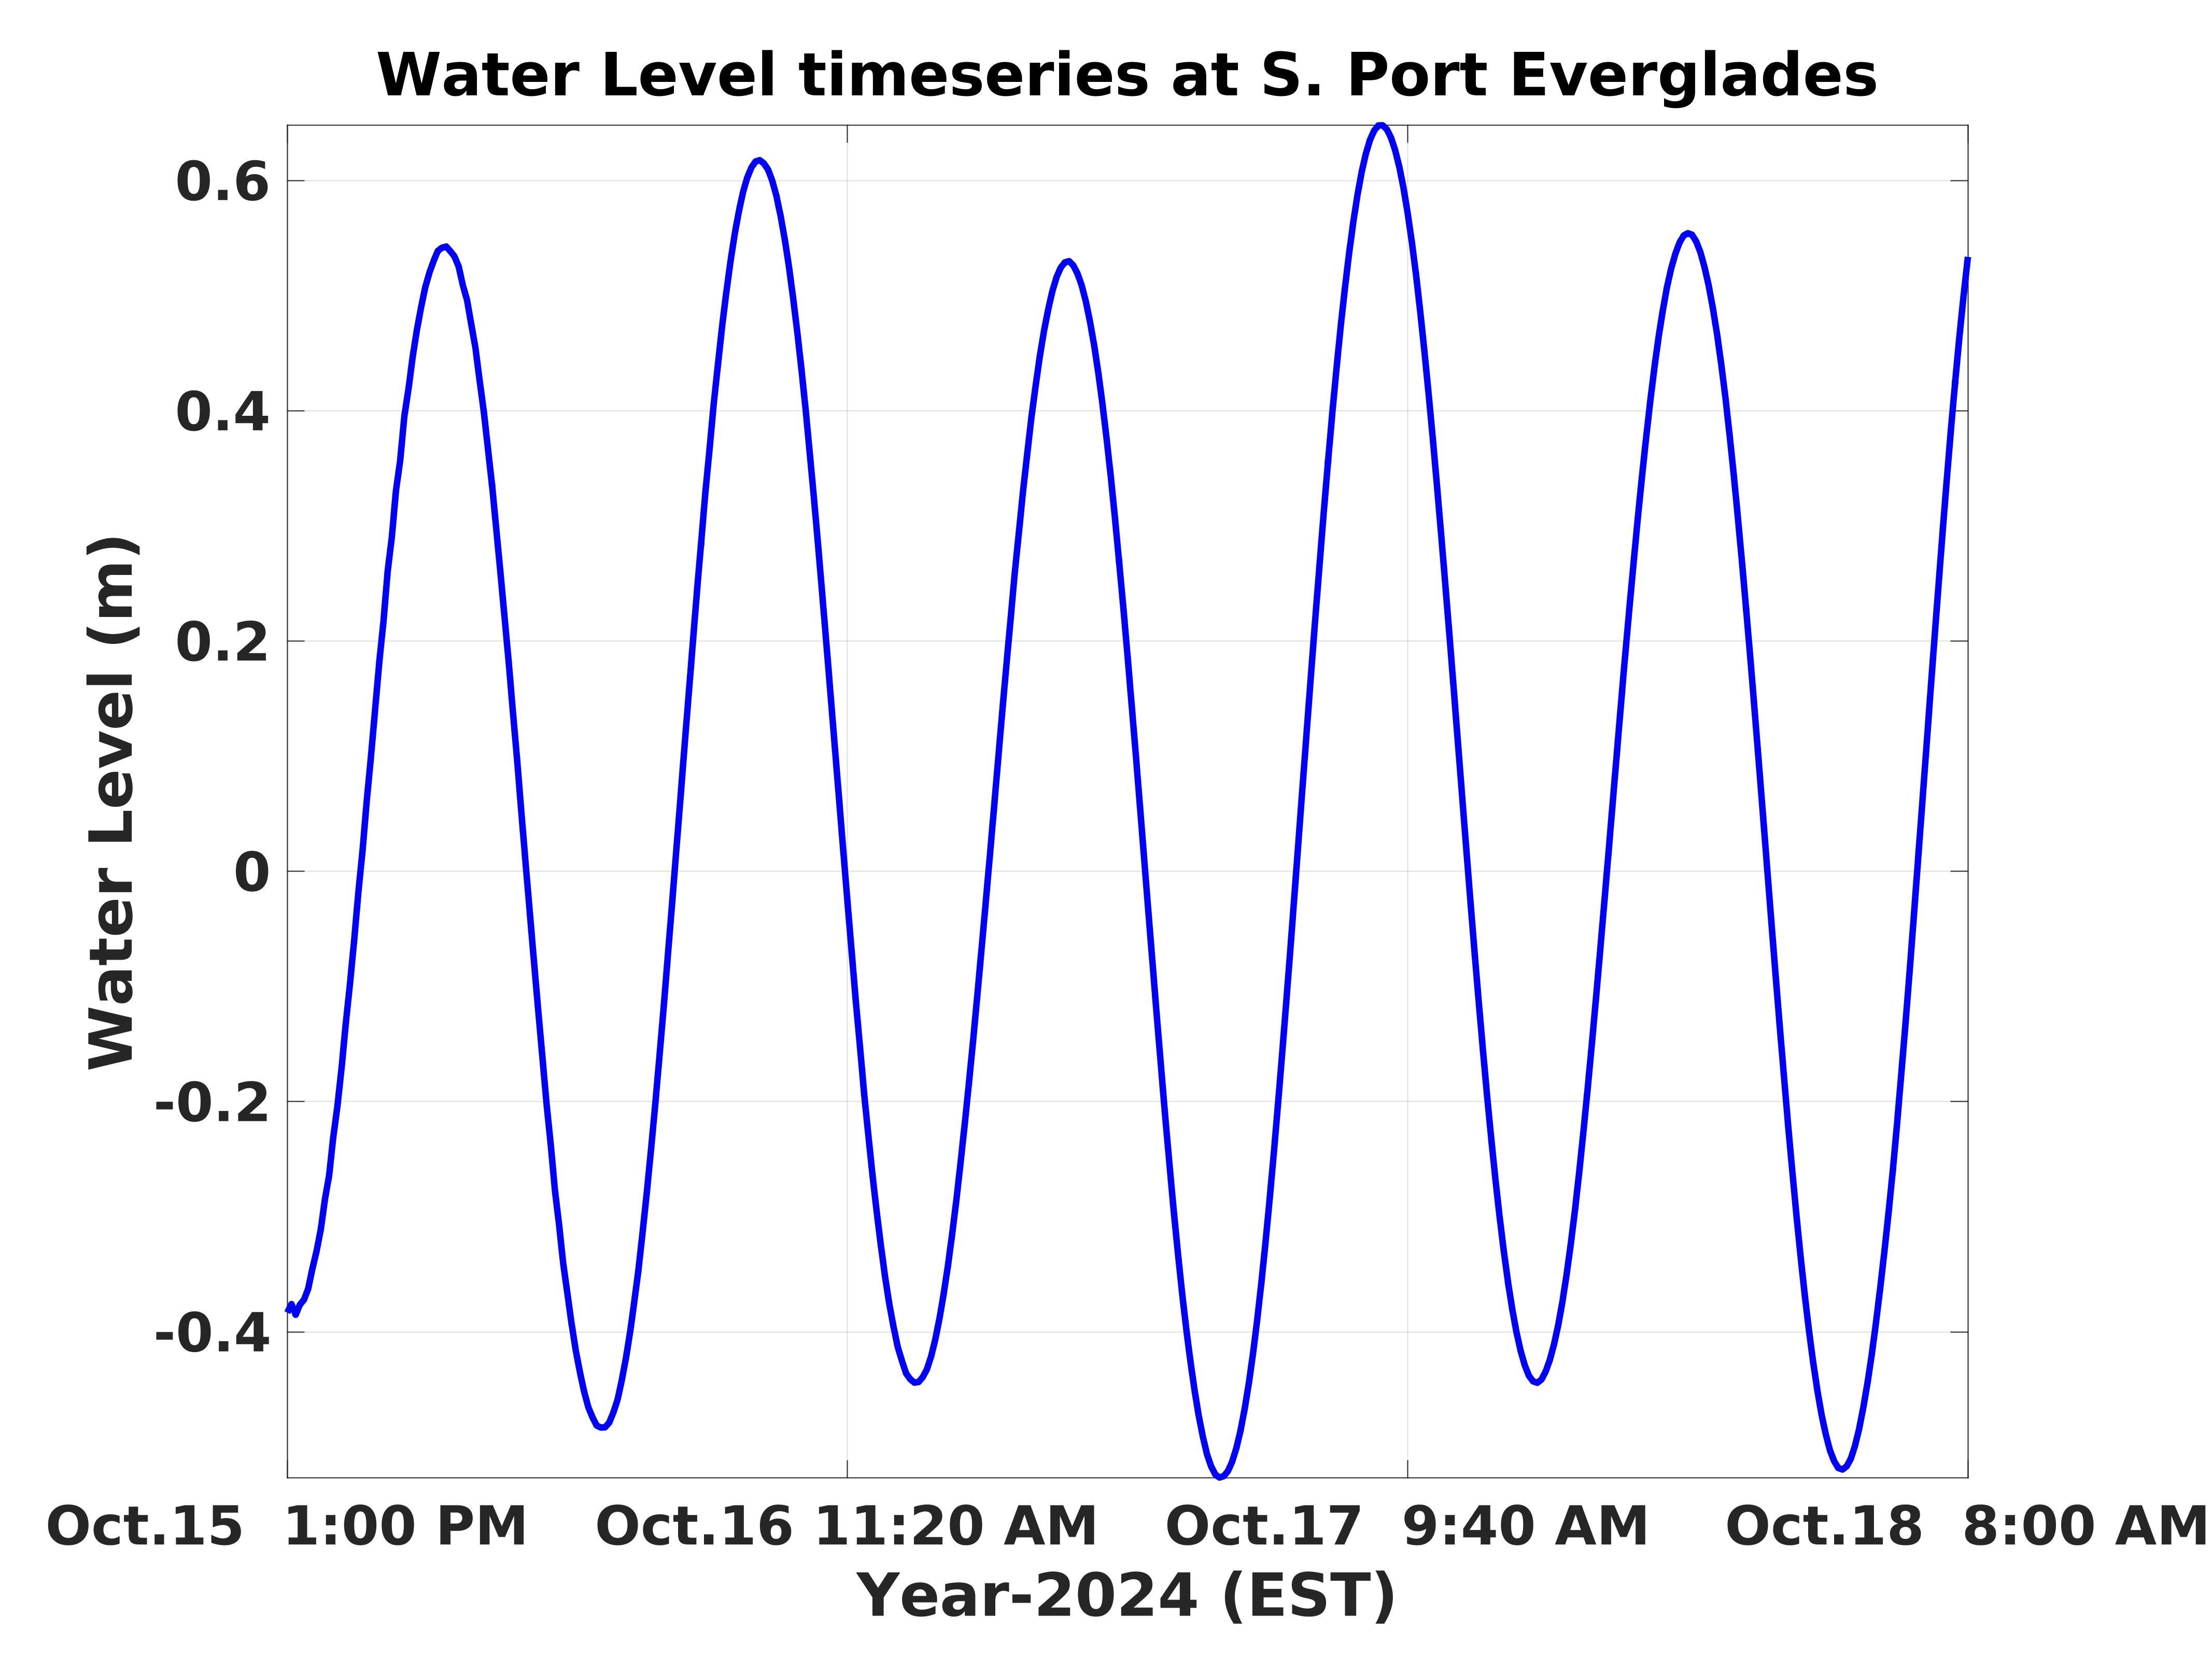 Water Level timeseries at S. Port Everglades
0.6
0.4
0.2
0
-0.2
-0.4
Water Level (m)
Oct.15 1:00 PM
Oct.16 11:20 AM
Oct.17 9:40 AM
Oct.18 8:00 AM
Year-2024 (EST)